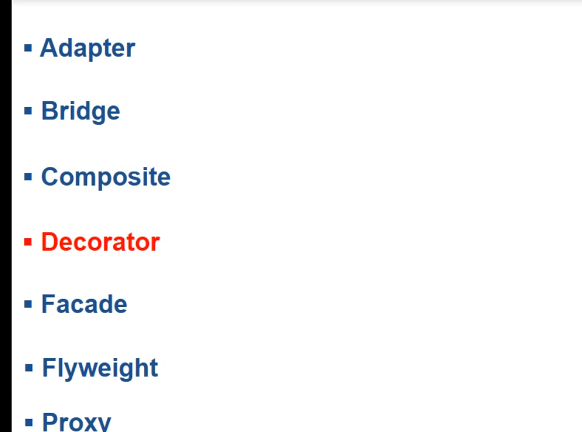 ▪ Adapter
▪ Bridge
▪ Composite
▪ Decorator
▪ Facade
▪ Flyweight
▪ Proxy